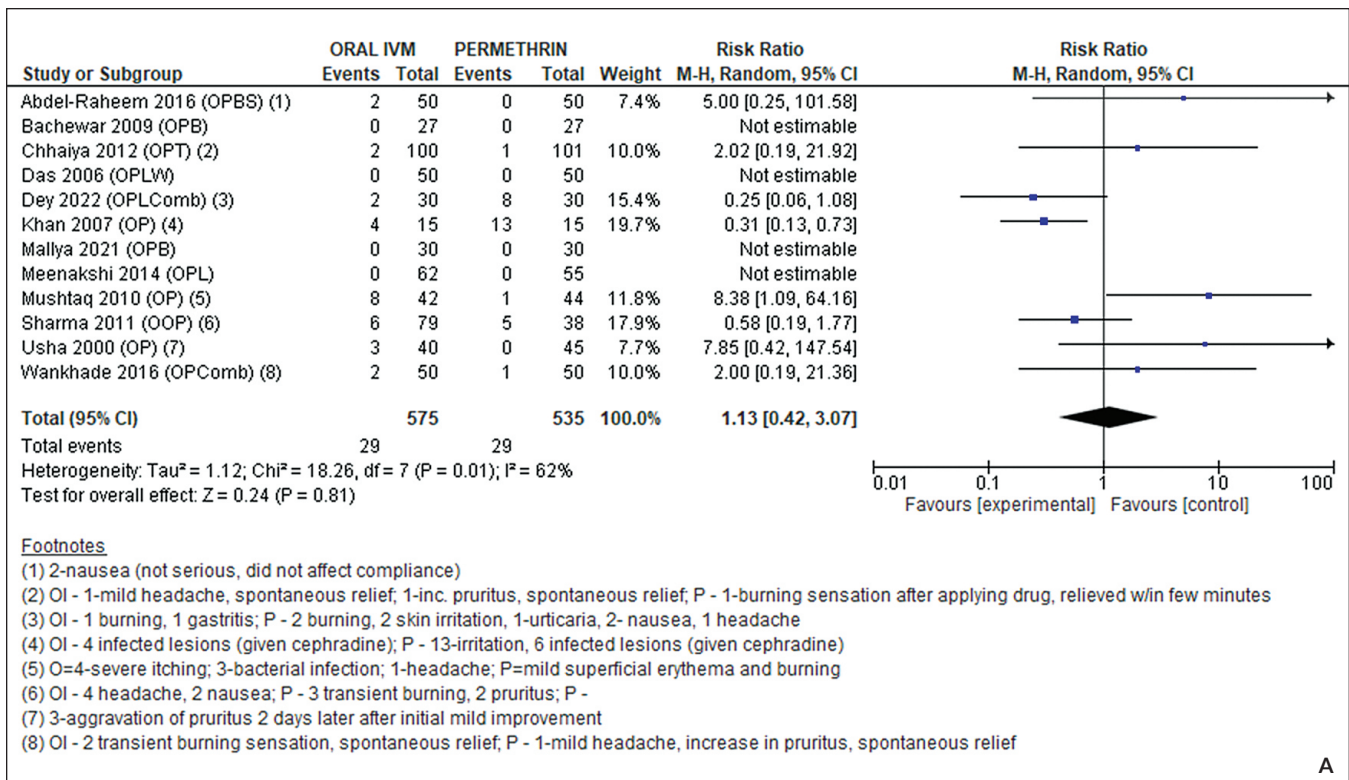 ORAL IVM PERMETHRIN Risk Ratio Risk Ratio
Study or Subgroup Events Total Events Total Weight M-H, Random, 95% CI M-H, Random, 95% CI
Abdel-Raheem 2016 (OPBS) (1) 2 50 0 50 7.4% 5.00 [0.25, 101.58]
Bachewar 2009 (OPB) 0 27 0 27 Not estimable
Chhaiya 2012 (OPT) (2) 2 100 1 101 10.0% 2.02 [0.19, 21.92]
Das 2006 (OPLW) 0 50 0 50 Not estimable
Dey 2022 (OPLComb) (3) 2 30 8 30 15.4% 0.25 [0.06, 1.08]
Khan 2007 (OP) (4) 4 15 13 15 19.7% 0.31 [0.13, 0.73]
Mallya 2021 (OPB) 0 30 0 30 Not estimable
Meenakshi 2014 (OPL) 0 62 0 55 Not estimable
Mushtaq 2010 (OP) (5) 8 42 1 44 11.8% 8.38 [1.09, 64.16]
Sharma 2011 (OOP) (6) 6 79 5 38 17.9% 0.58 [0.19, 1.77]
Usha 2000 (OP) (7) 3 40 0 45 7.7% 7.85 [0.42, 147.54]
Wankhade 2016 (OPComb) (8) 2 50 1 50 10.0% 2.00 [0.19, 21.36]
Total (95% CI) 575 535 100.0% 1.13 [0.42, 3.07]
Total events 29 29
Heterogeneity: Tau² = 1.12; Chi² = 18.26, df = 7 (P = 0.01); I² = 62%
Test for overall effect: Z = 0.24 (P = 0.81)
0.01 0.1 1 10 100
Favours [experimental] Favours [control]
Footnotes
(1) 2-nausea (not serious, did not affect compliance)
(2) OI - 1-mild headache, spontaneous relief; 1-inc. pruritus, spontaneous relief; P - 1-burning sensation after applying drug, relieved w/in few minutes
(3) OI - 1 burning, 1 gastritis; P - 2 burning, 2 skin irritation, 1-urticaria, 2- nausea, 1 headache
(4) OI - 4 infected lesions (given cephradine); P - 13-irritation, 6 infected lesions (given cephradine)
(5) O=4-severe itching; 3-bacterial infection; 1-headache; P=mild superficial erythema and burning
(6) OI - 4 headache, 2 nausea; P - 3 transient burning, 2 pruritus; P -
(7) 3-aggravation of pruritus 2 days later after initial mild improvement
(8) OI - 2 transient burning sensation, spontaneous relief; P - 1-mild headache, increase in pruritus, spontaneous relief
A